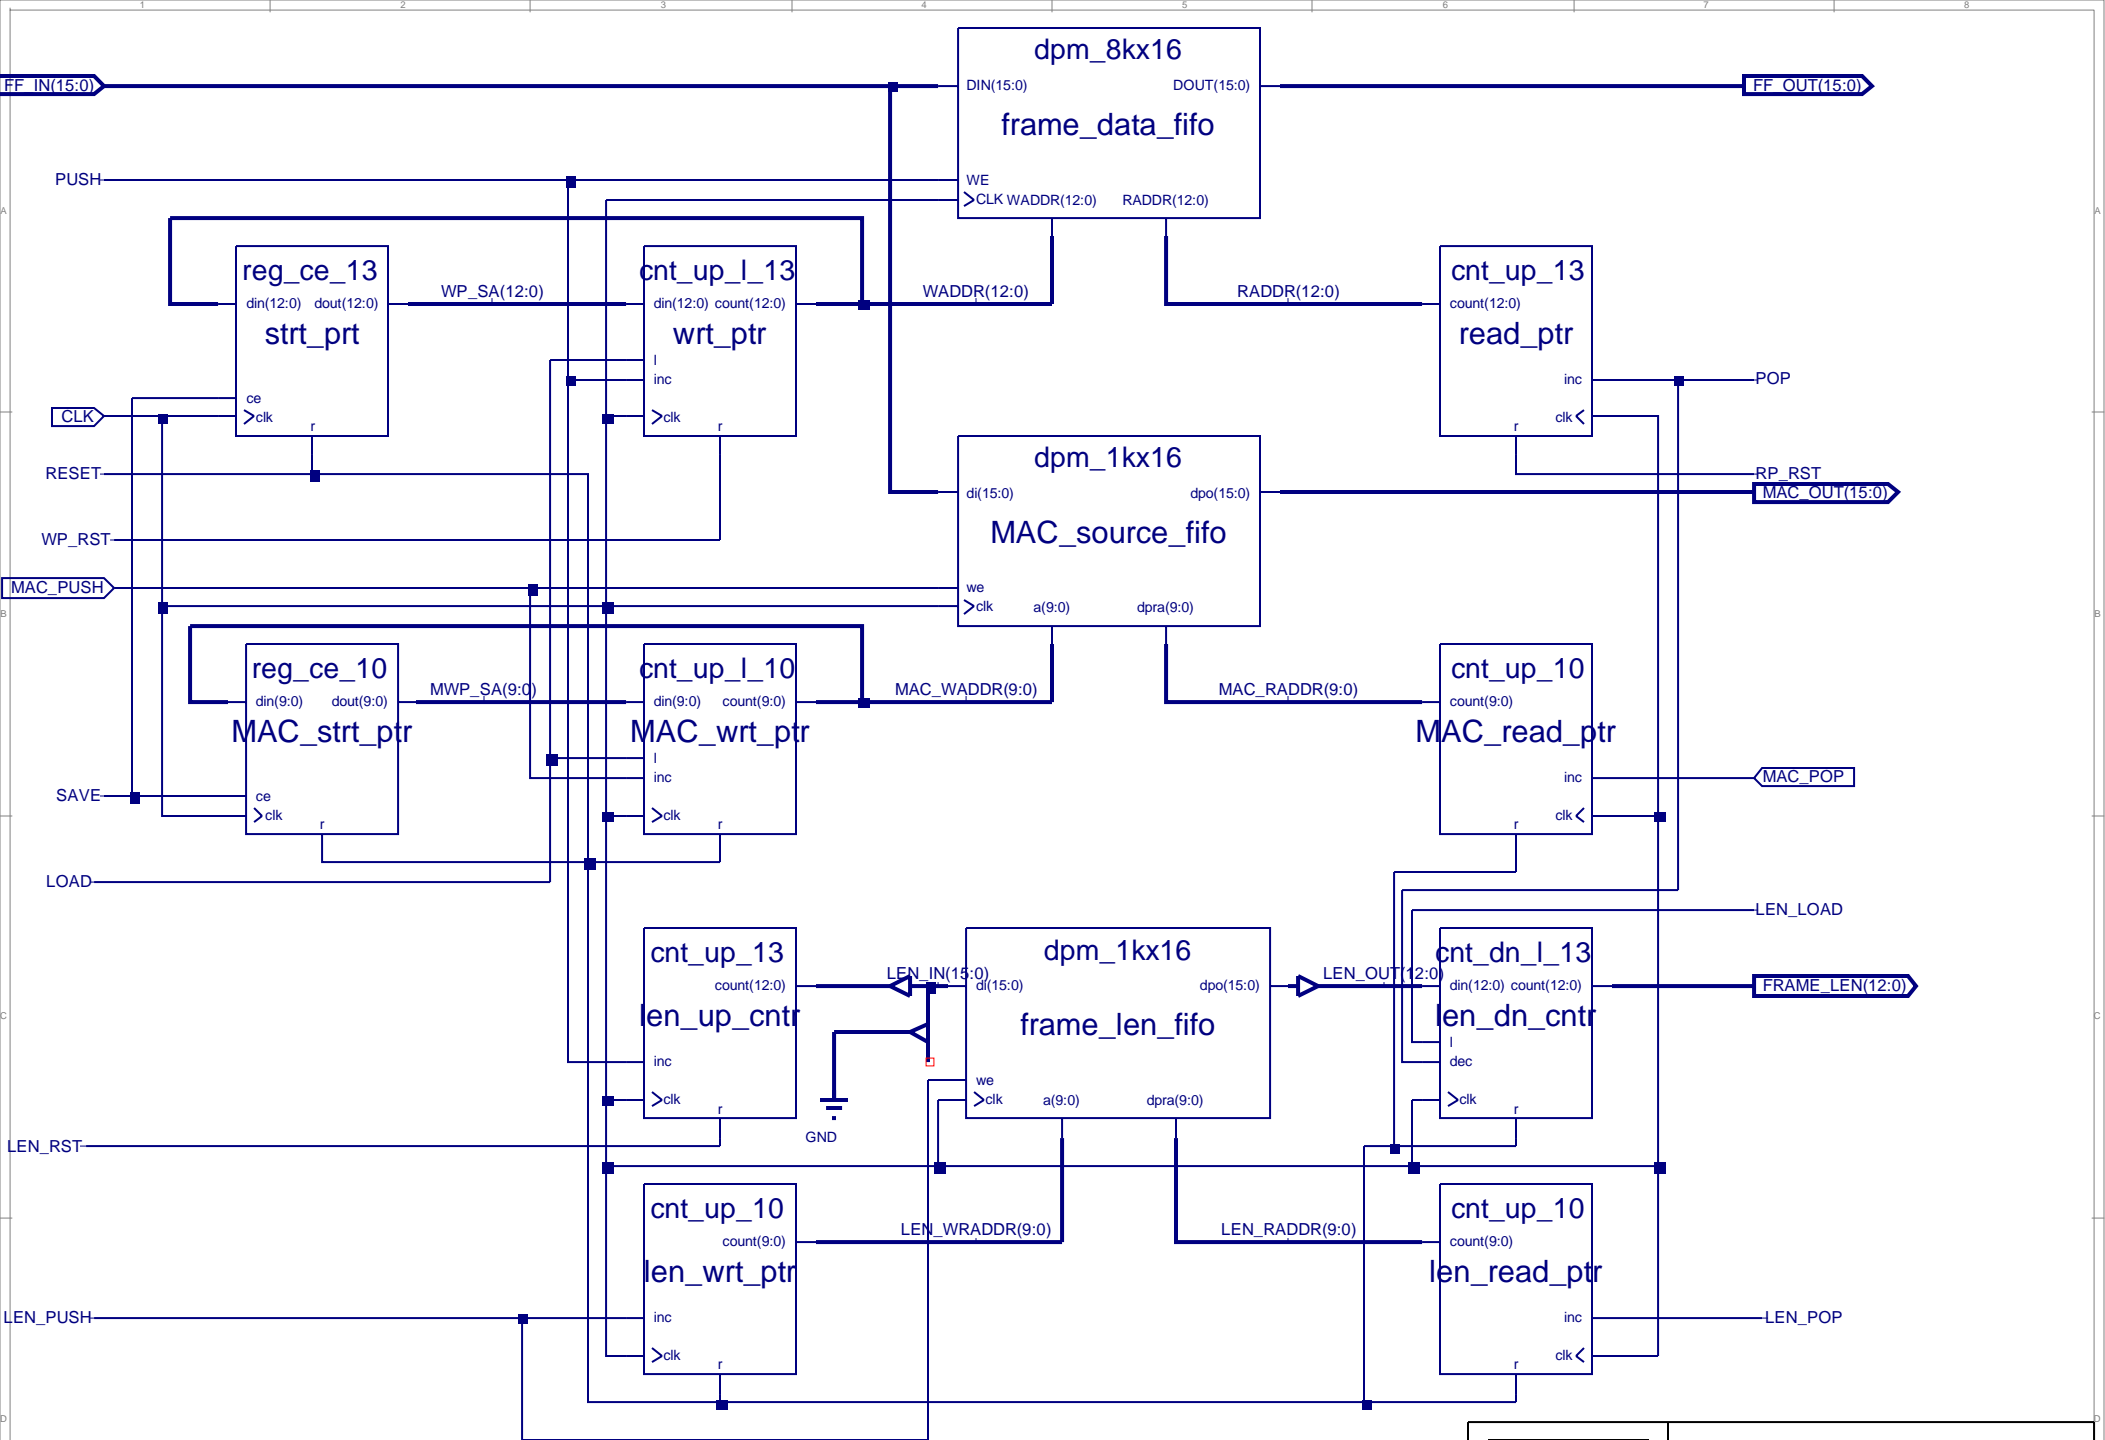 1 2 3 4 5 6 7 8
dpm_8kx16
FF_IN(15:0) DIN(15:0) DOUT(15:0) FF_OUT(15:0)
frame_data_fifo
PUSH WE
CLK WADDR(12:0) RADDR(12:0)
A A
reg_ce_13 cnt_up_l_13 cnt_up_13
din(12:0) dout(12:0) WP_SA(12:0) din(12:0) count(12:0) WADDR(12:0) RADDR(12:0) count(12:0)
strt_prt wrt_ptr read_ptr
l
inc inc POP
ce
CLK clk clk clk
r r r
dpm_1kx16
RESET RP_RST
di(15:0) dpo(15:0) MAC_OUT(15:0)
MAC_source_fifo
WP_RST
MAC_PUSH we
clk a(9:0) dpra(9:0)
B B
reg_ce_10 cnt_up_l_10 cnt_up_10
din(9:0) dout(9:0) MWP_SA(9:0) din(9:0) count(9:0) MAC_WADDR(9:0) MAC_RADDR(9:0) count(9:0)
MAC_strt_ptr MAC_wrt_ptr MAC_read_ptr
l
inc inc MAC_POP
SAVE ce
clk clk clk
r r r
LOAD
LEN_LOAD
cnt_up_13 dpm_1kx16 cnt_dn_l_13
count(12:0) LEN_IN(15:0) di(15:0) dpo(15:0) LEN_OUT(12:0) din(12:0) count(12:0) FRAME_LEN(12:0)
len_up_cntr frame_len_fifo len_dn_cntr
C C
l
inc dec
we
clk clk a(9:0) dpra(9:0) clk
r r
GND
LEN_RST
cnt_up_10 cnt_up_10
count(9:0) LEN_WRADDR(9:0) LEN_RADDR(9:0) count(9:0)
len_wrt_ptr len_read_ptr
LEN_PUSH inc inc LEN_POP
clk clk
r r
D D